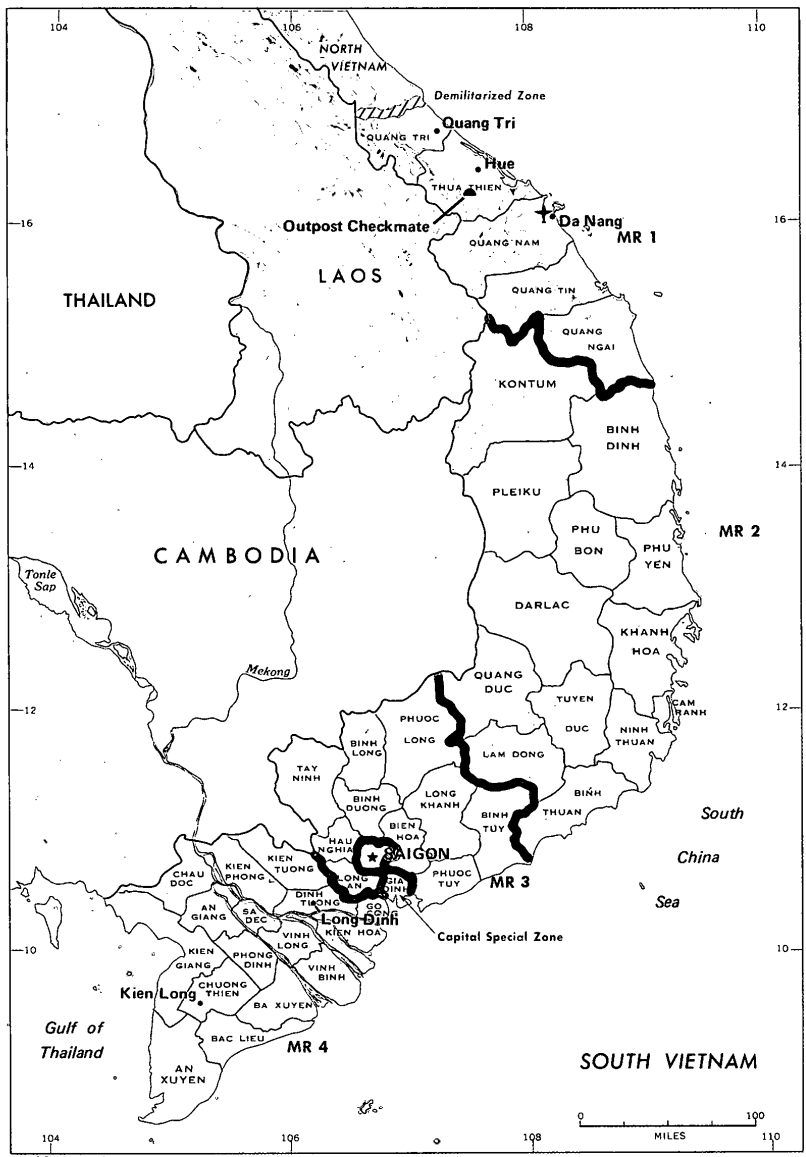 104
106
108
110
NORTH
VIETNAM
Demilitarized Zone
Quang Tri
QUANG TRI
Hue
THUA THIEN
Outpost Checkmate
Da Nang
16
16
MR 1
QUANG NAM
LAOS
THAILAND
QUANG TIN
QUANG
NGAI
KONTUM
BINH
DINH
14
14
PLEIKU
PHU
BON
MR 2
PHU
YEN
CAMBODIA
Tonle
Sap
DARLAC
KHANH
HOA
Mekong
QUANG
DUC
TUYEN
DUC
CAM
RANH
12
12
PHUOC
LONG
NINH
THUAN
BINH
LONG
LAM DONG
TAY
NINH
BINH
DUONG
LONG
KHANH
BINH
THUAN
BINH
TUY
BIEN
HOA
South
China
Sea
HAU
NGHIA
SAIGON
KIEN
TUONG
KIEN
PHONG
CHAU
DOC
LONG
AN
GIA
DINH
PHUOC
TUY
MR 3
DINH
TUONG
GO
CONG
AN
GIANG
SA
DEC
Long Dinh
VINH
LONG
KIEN HOA
Capital Special Zone
10
10
KIEN
GIANG
PHONG
DINH
VINH
BINH
Kien Long
CHUONG
THIEN
BA XUYEN
Gulf of
Thailand
BAC LIEU
MR 4
AN
XUYEN
SOUTH VIETNAM
0
100
MILES
104
106
108
110